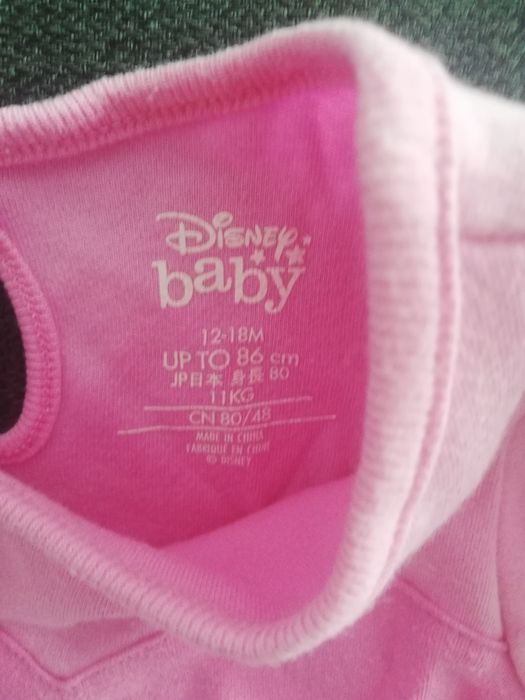 Disney
baby
12-18M
UP TO 86 cm
JP日本 身長 80
11KG
CN 80/48
MADE IN CHINA
FABRIQUÉ EN CHINE
© DISNEY